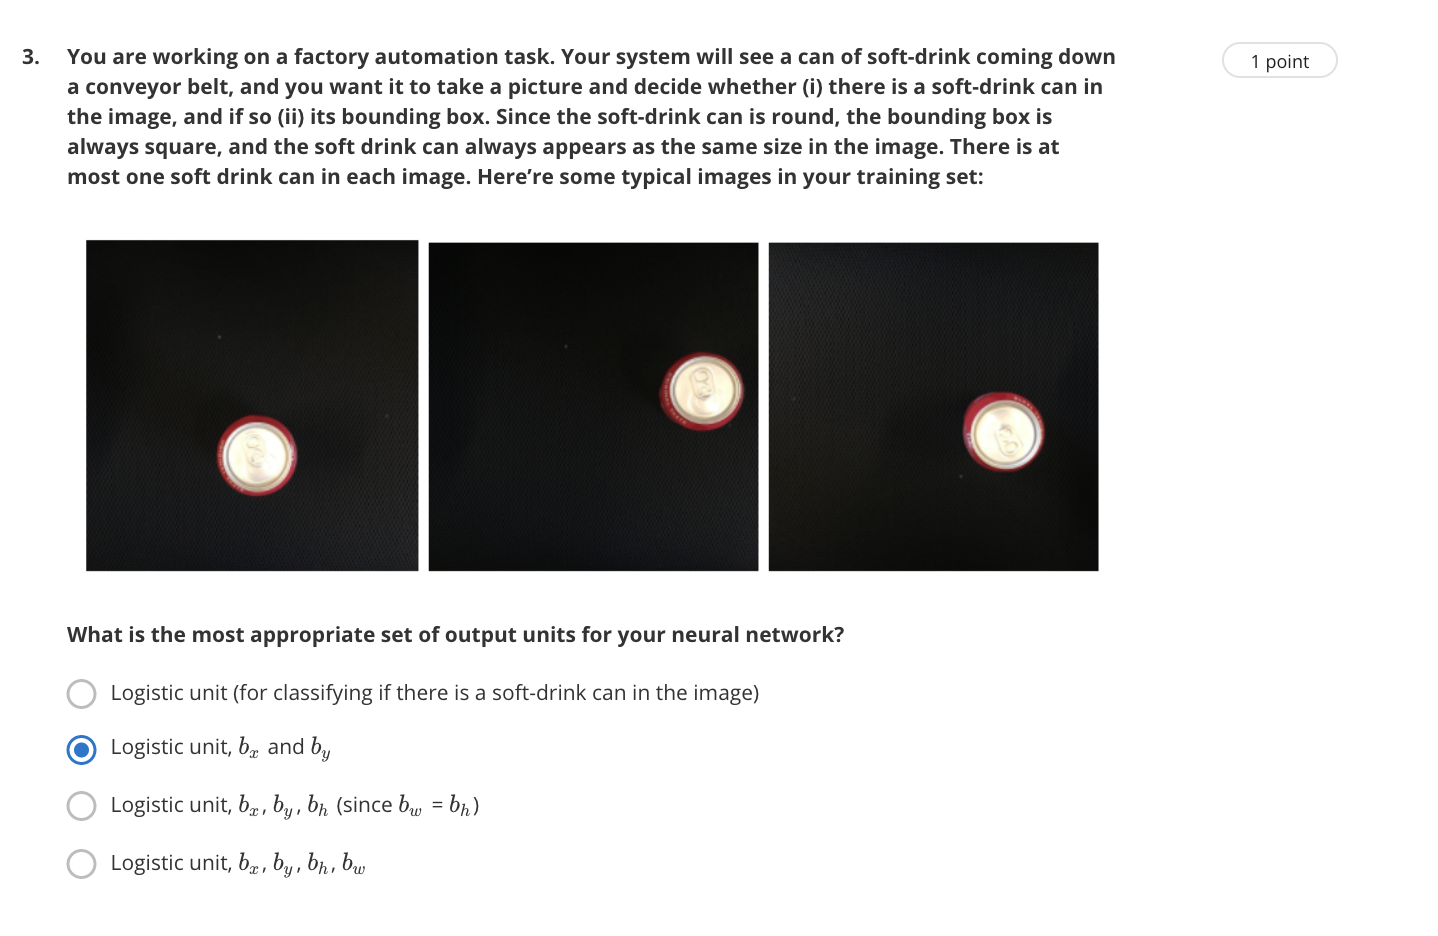 3. You are working on a factory automation task. Your system will see a can of soft-drink coming down
1 point
a conveyor belt, and you want it to take a picture and decide whether (i) there is a soft-drink can in
the image, and if so (ii) its bounding box. Since the soft-drink can is round, the bounding box is
always square, and the soft drink can always appears as the same size in the image. There is at
most one soft drink can in each image. Here’re some typical images in your training set:
What is the most appropriate set of output units for your neural network?
Logistic unit (for classifying if there is a soft-drink can in the image)
Logistic unit, bₓ and b_y
Logistic unit, bₓ, b_y, b_h (since b_w = b_h)
Logistic unit, bₓ, b_y, b_h, b_w